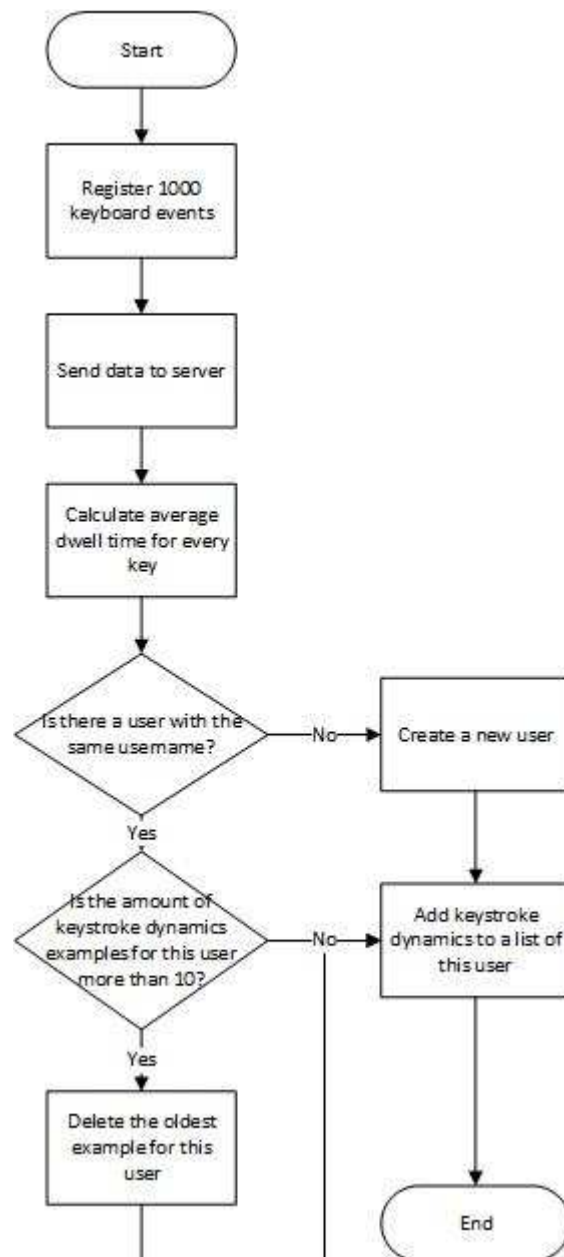 Start
Register 1000
keyboard events
Send data to server
Calculate average
dwell time for every
key
Is there a user with the
same username?
No
Create a new user
Yes
Is the amount of
keystroke dynamics
examples for this user
more than 10?
No
Add keystroke
dynamics to a list of
this user
Yes
Delete the oldest
example for this
user
End